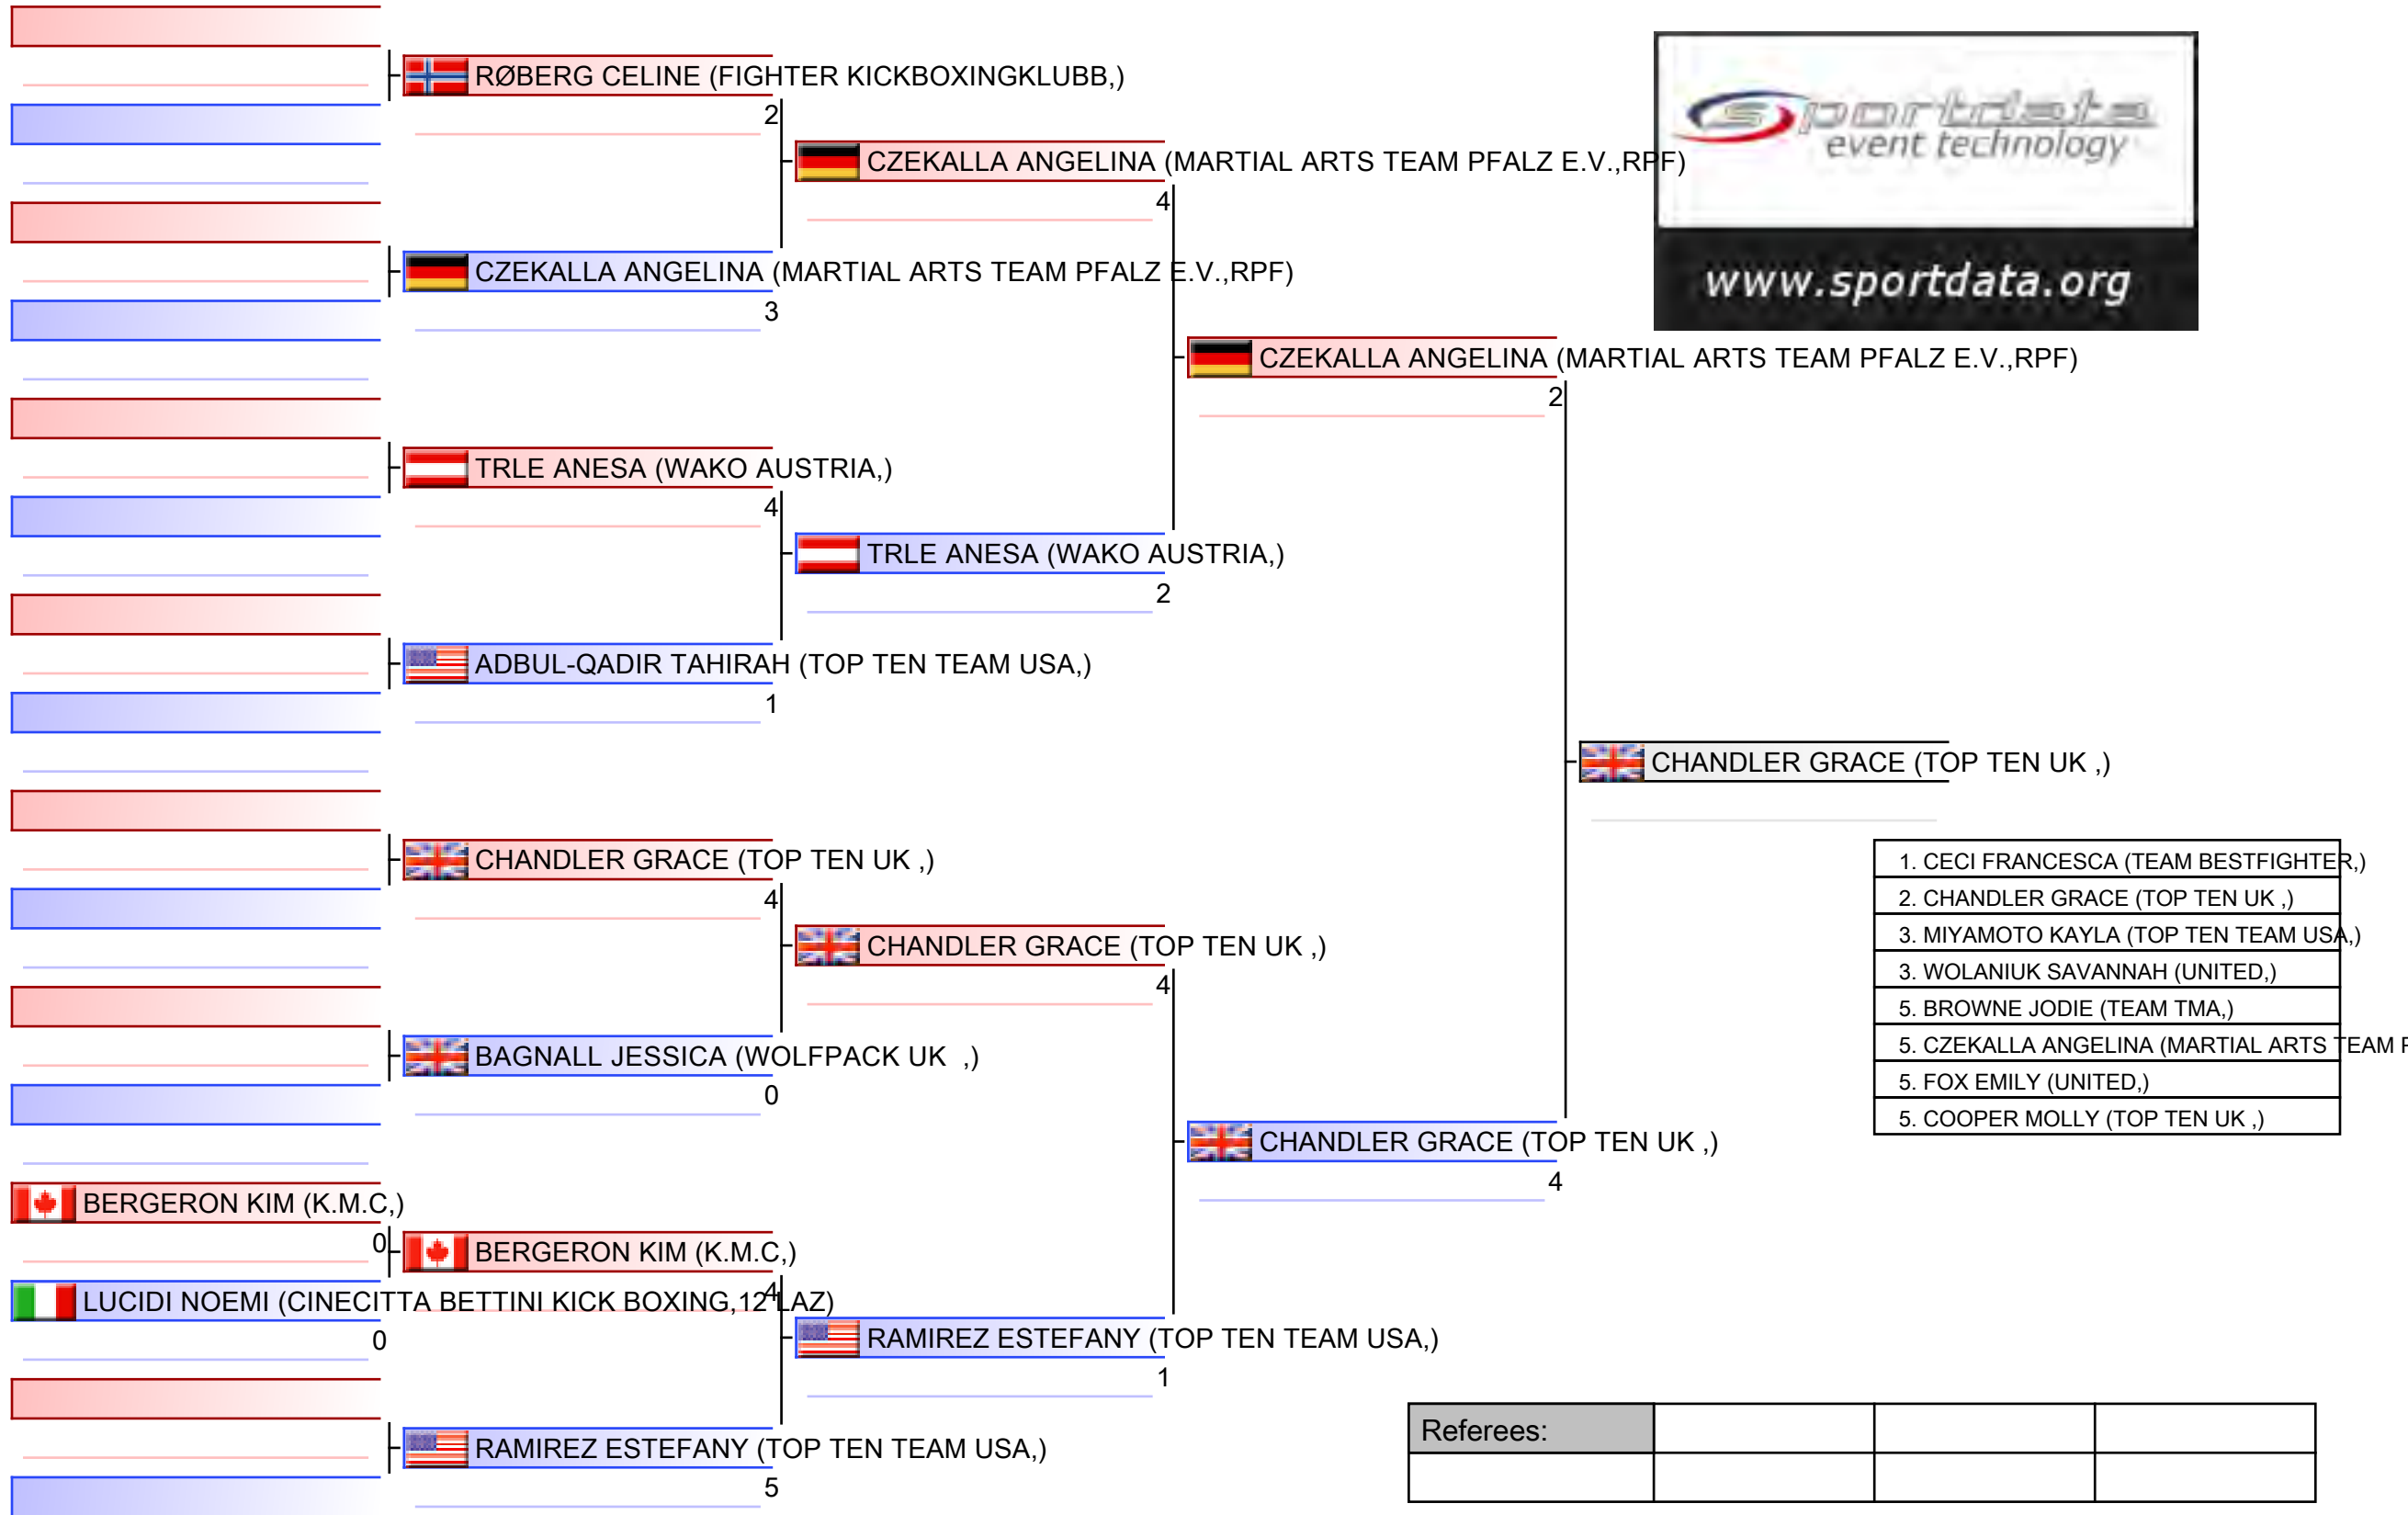 RØBERG CELINE (FIGHTER KICKBOXINGKLUBB,)
2
CZEKALLA ANGELINA (MARTIAL ARTS TEAM PFALZ E.V.,RPF)
4
CZEKALLA ANGELINA (MARTIAL ARTS TEAM PFALZ E.V.,RPF)
3
CZEKALLA ANGELINA (MARTIAL ARTS TEAM PFALZ E.V.,RPF)
2
TRLE ANESA (WAKO AUSTRIA,)
4
TRLE ANESA (WAKO AUSTRIA,)
2
ADBUL-QADIR TAHIRAH (TOP TEN TEAM USA,)
1
CHANDLER GRACE (TOP TEN UK ,)
CHANDLER GRACE (TOP TEN UK ,)
4
CHANDLER GRACE (TOP TEN UK ,)
4
BAGNALL JESSICA (WOLFPACK UK  ,)
0
CHANDLER GRACE (TOP TEN UK ,)
4
BERGERON KIM (K.M.C,)
0
BERGERON KIM (K.M.C,)
4
LUCIDI NOEMI (CINECITTA BETTINI KICK BOXING,12 LAZ)
0
RAMIREZ ESTEFANY (TOP TEN TEAM USA,)
1
RAMIREZ ESTEFANY (TOP TEN TEAM USA,)
5
sportdata
event technology
www.sportdata.org
1. CECI FRANCESCA (TEAM BESTFIGHTER,)
2. CHANDLER GRACE (TOP TEN UK ,)
3. MIYAMOTO KAYLA (TOP TEN TEAM USA,)
3. WOLANIUK SAVANNAH (UNITED,)
5. BROWNE JODIE (TEAM TMA,)
5. CZEKALLA ANGELINA (MARTIAL ARTS TEAM
5. FOX EMILY (UNITED,)
5. COOPER MOLLY (TOP TEN UK ,)
Referees: